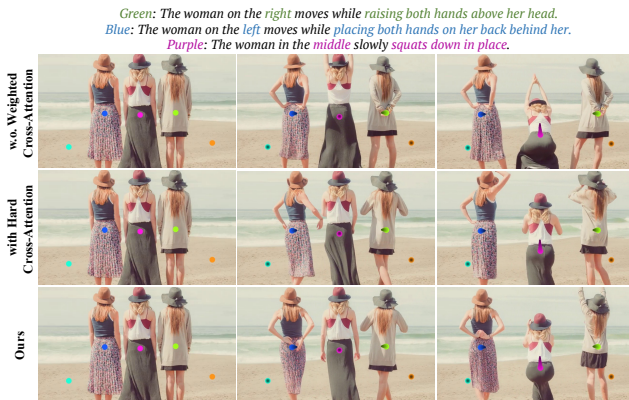 Green: The woman on the right moves while raising both hands above her head.
Blue: The woman on the left moves while placing both hands on her back behind her.
Purple: The woman in the middle slowly squats down in place.
w.o. Weighted
Cross-Attention
with Hard
Cross-Attention
Ours